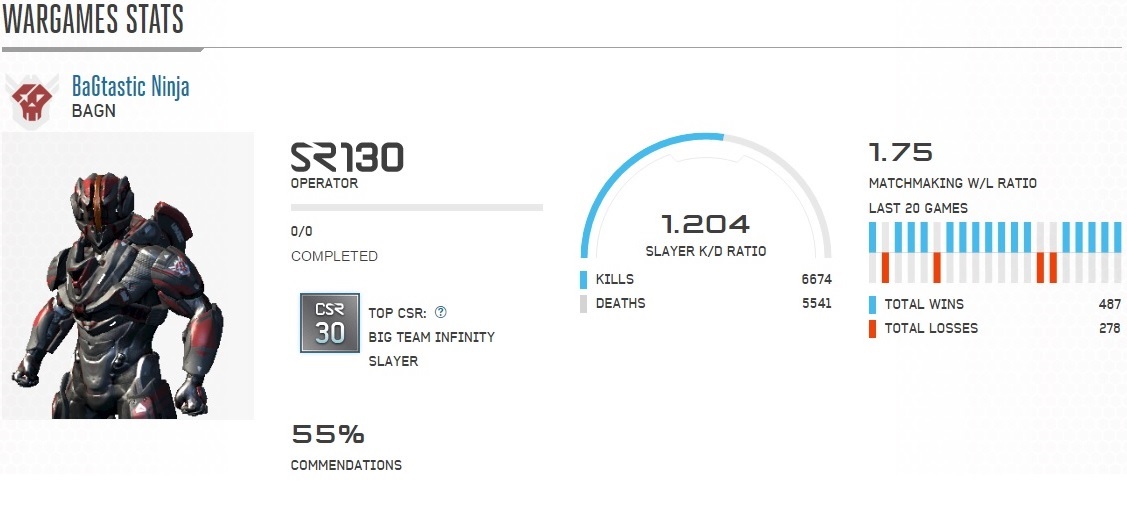 WARGAMES STATS
BaGtastic Ninja
BAGN
SR130
OPERATOR
0/0
COMPLETED
CSR
30
TOP CSR: ?
BIG TEAM INFINITY
SLAYER
55%
COMMENDATIONS
1.204
SLAYER K/D RATIO
KILLS 6674
DEATHS 5541
1.75
MATCHMAKING W/L RATIO
LAST 20 GAMES
TOTAL WINS 487
TOTAL LOSSES 278